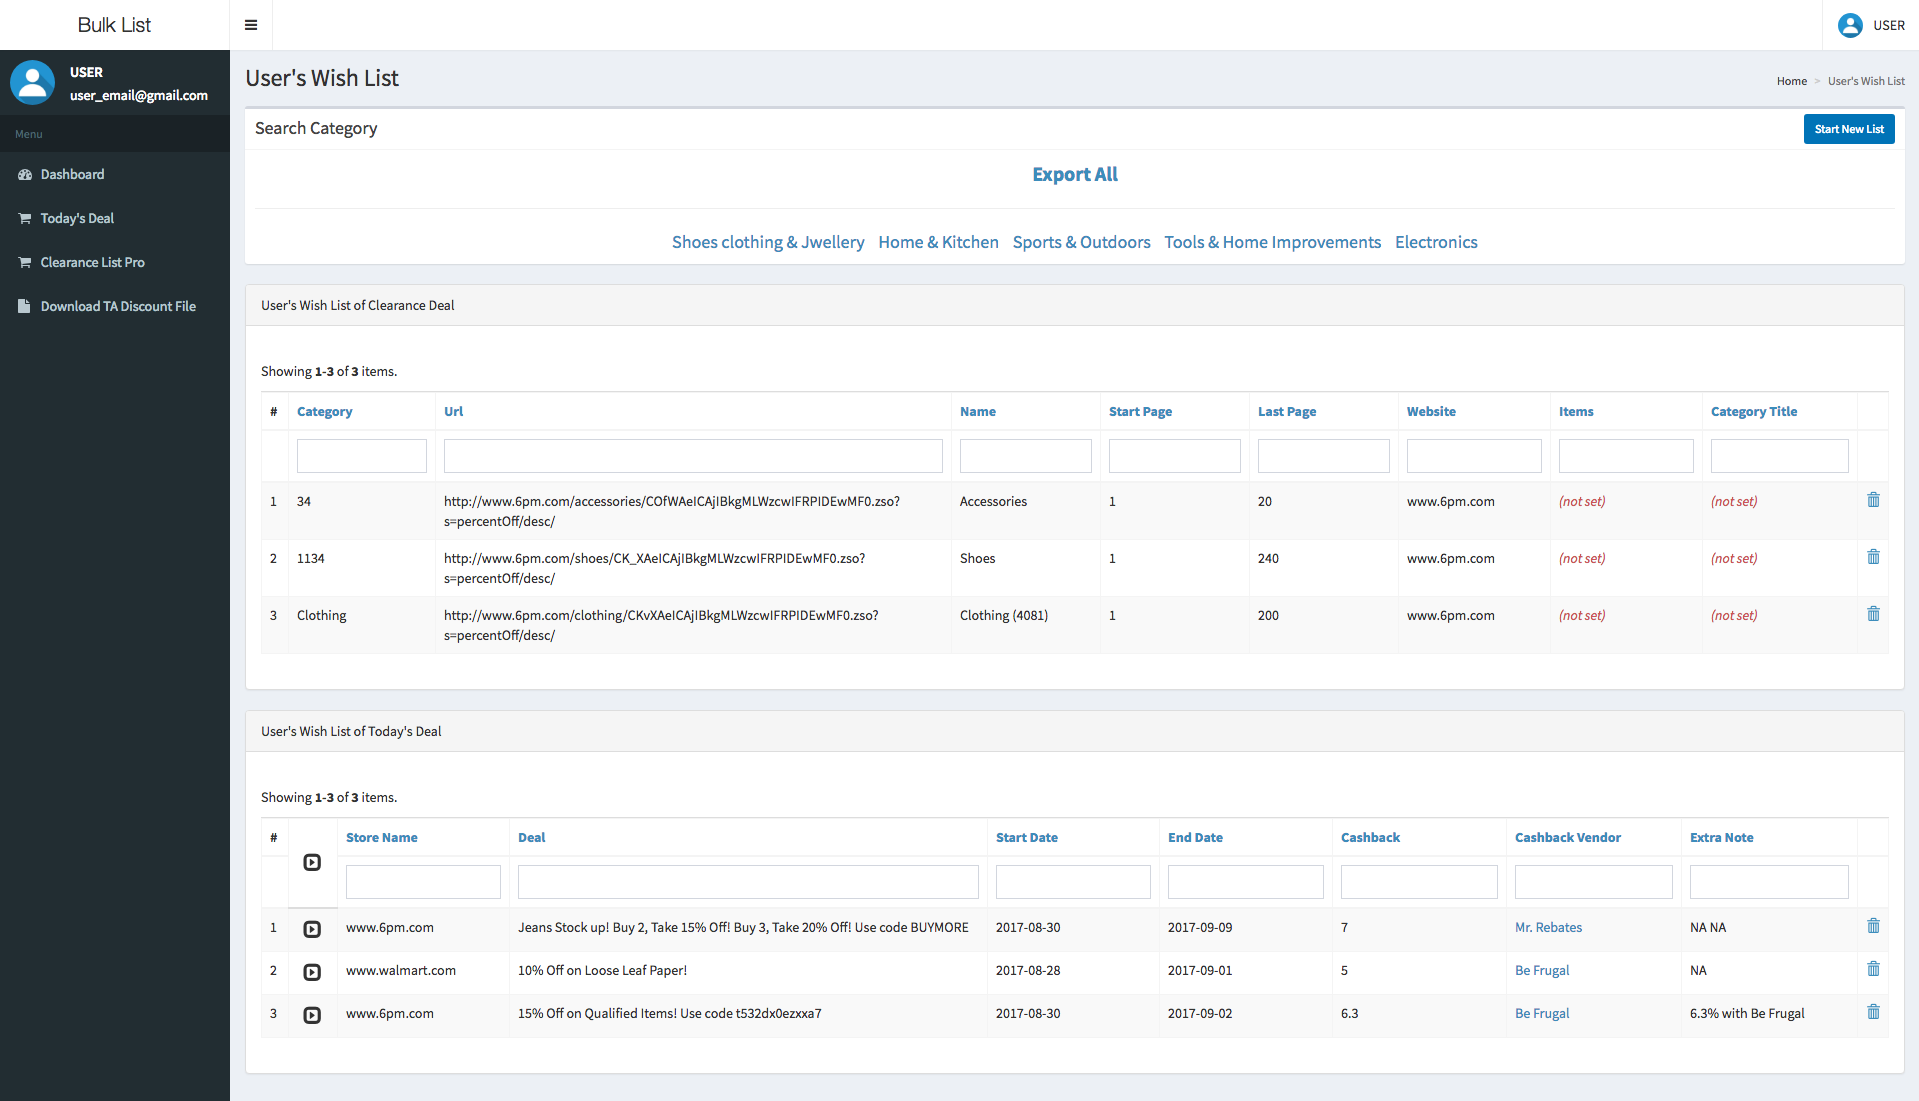 Bulk List
USER
USER
user_email@gmail.com
Menu
Dashboard
Today's Deal
Clearance List Pro
Download TA Discount File
User's Wish List
Home > User's Wish List
Search Category
Start New List
Export All
Shoes clothing & Jwellery Home & Kitchen Sports & Outdoors Tools & Home Improvements Electronics
User's Wish List of Clearance Deal
Showing 1-3 of 3 items.
# Category Url Name Start Page Last Page Website Items Category Title
1 34 http://www.6pm.com/accessories/COfWAeICAjIBkgMLWzcwIFRPIDEwMF0.zso? Accessories 1 20 www.6pm.com (not set) (not set)
s=percentOff/desc/
2 1134 http://www.6pm.com/shoes/CK_XAeICAjIBkgMLWzcwIFRPIDEwMF0.zso? Shoes 1 240 www.6pm.com (not set) (not set)
s=percentOff/desc/
3 Clothing http://www.6pm.com/clothing/CKvXAeICAjIBkgMLWzcwIFRPIDEwMF0.zso? Clothing (4081) 1 200 www.6pm.com (not set) (not set)
s=percentOff/desc/
User's Wish List of Today's Deal
Showing 1-3 of 3 items.
# Store Name Deal Start Date End Date Cashback Cashback Vendor Extra Note
1 www.6pm.com Jeans Stock up! Buy 2, Take 15% Off! Buy 3, Take 20% Off! Use code BUYMORE 2017-08-30 2017-09-09 7 Mr. Rebates NA NA
2 www.walmart.com 10% Off on Loose Leaf Paper! 2017-08-28 2017-09-01 5 Be Frugal NA
3 www.6pm.com 15% Off on Qualified Items! Use code t532dx0ezxxa7 2017-08-30 2017-09-02 6.3 Be Frugal 6.3% with Be Frugal